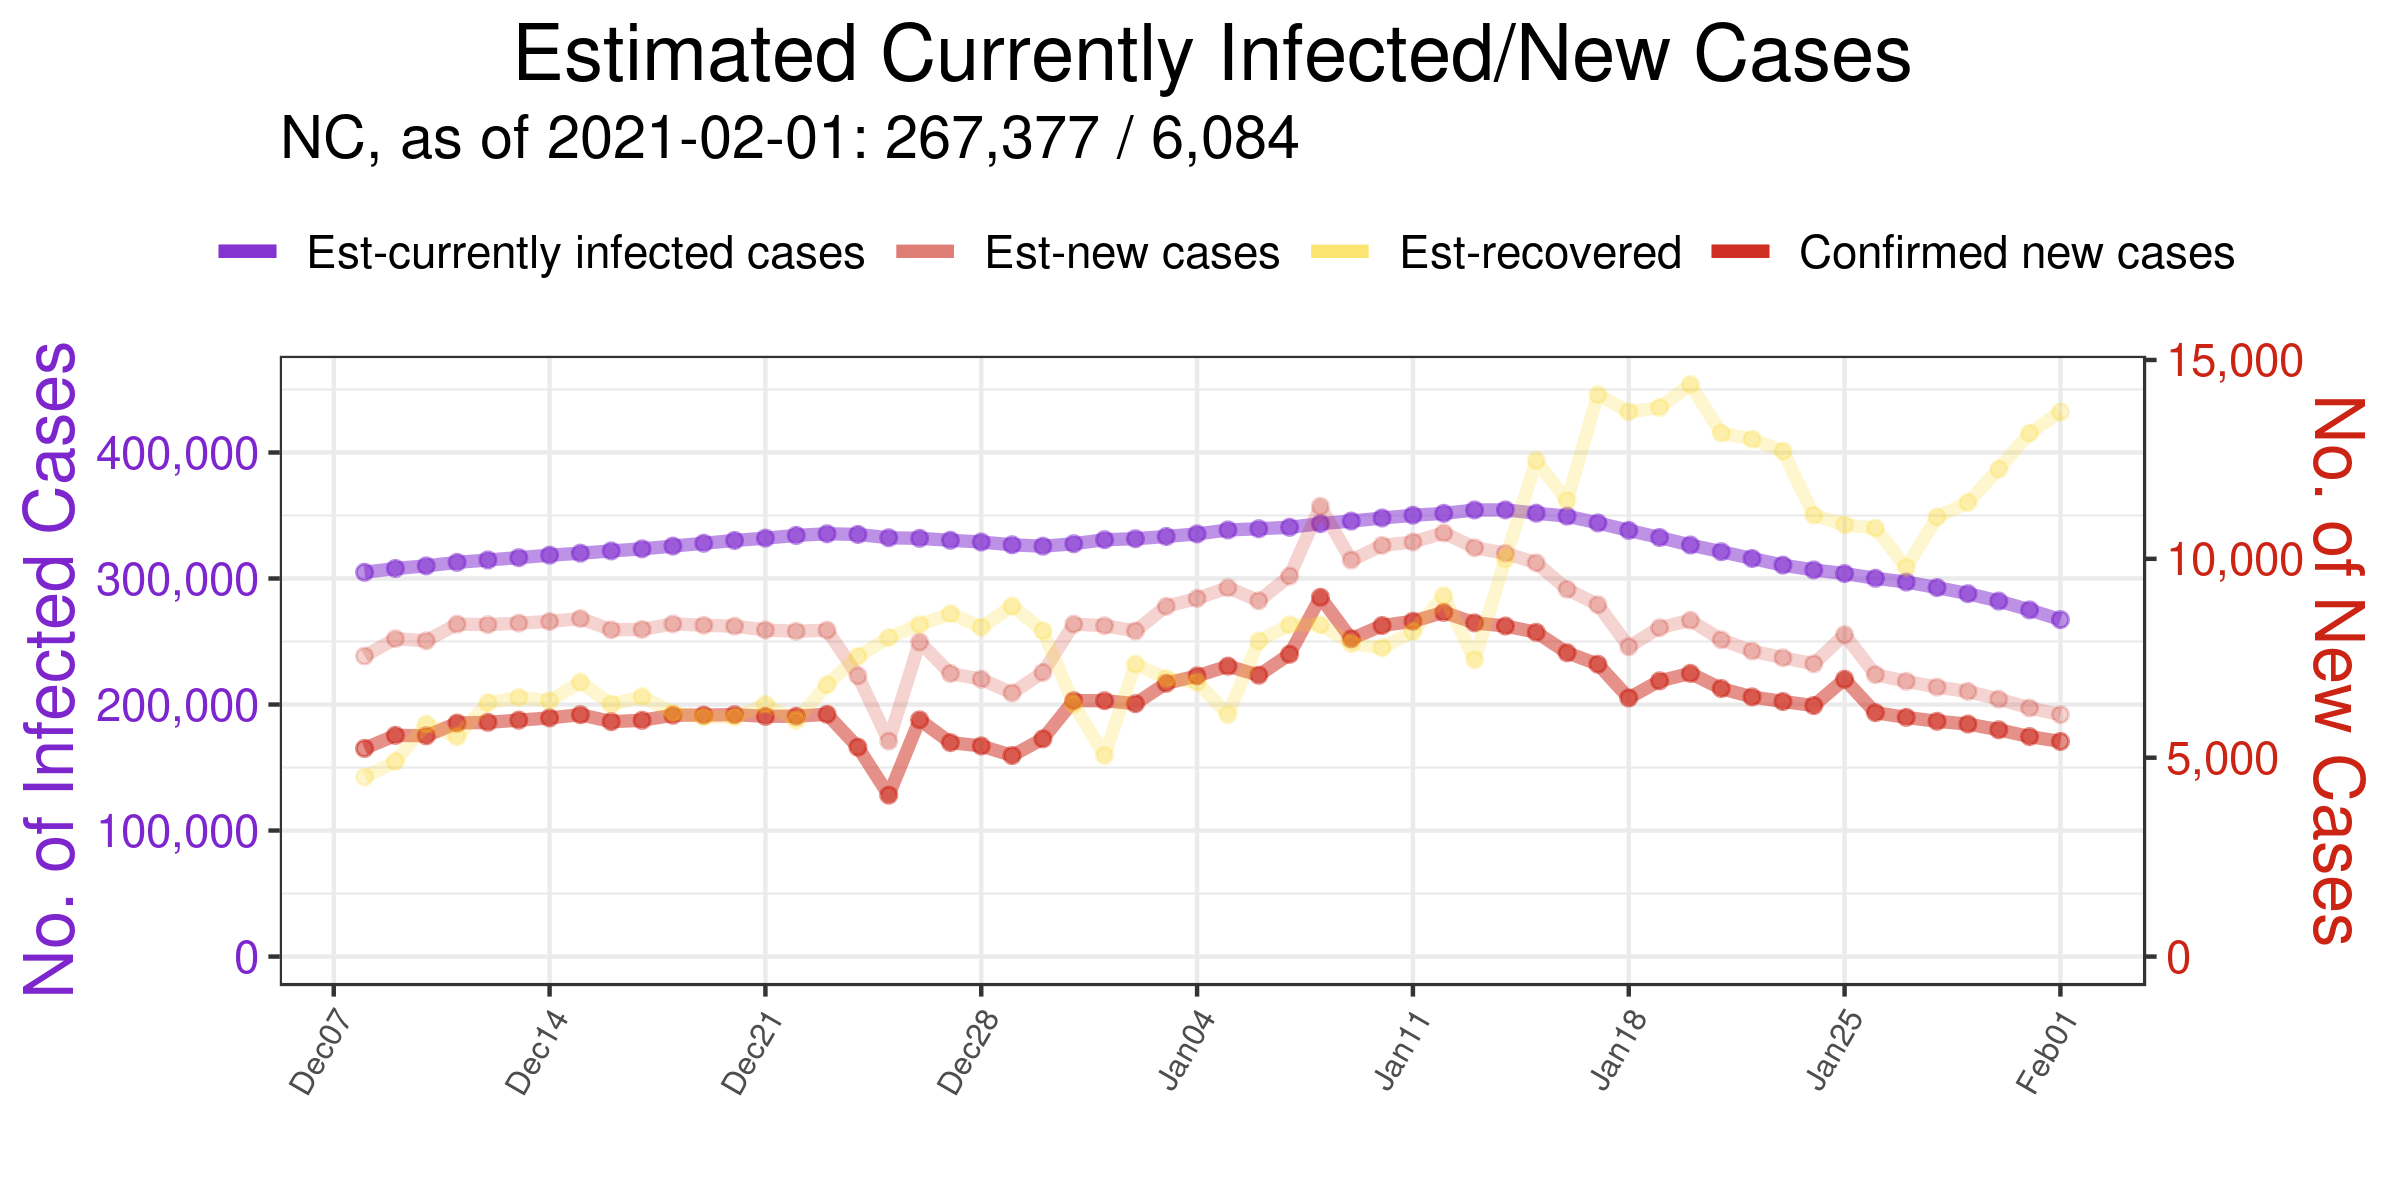 Estimated Currently Infected/New Cases
NC, as of 2021-02-01: 267,377 / 6,084
Est-currently infected cases Est-new cases Est-recovered Confirmed new cases
No. of Infected Cases
400,000
300,000
200,000
100,000
0
15,000
10,000
5,000
0
No. of New Cases
Dec07 Dec14 Dec21 Dec28 Jan04 Jan11 Jan18 Jan25 Feb01